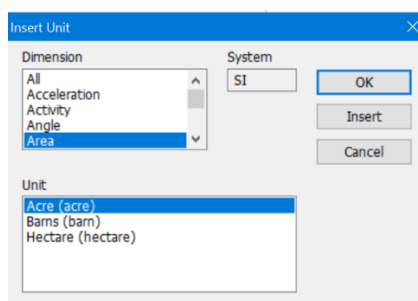 Insert Unit
Dimension
All
Acceleration
Activity
Angle
Area
System
SI
OK
Insert
Cancel
Unit
Acre (acre)
Barns (barn)
Hectare (hectare)